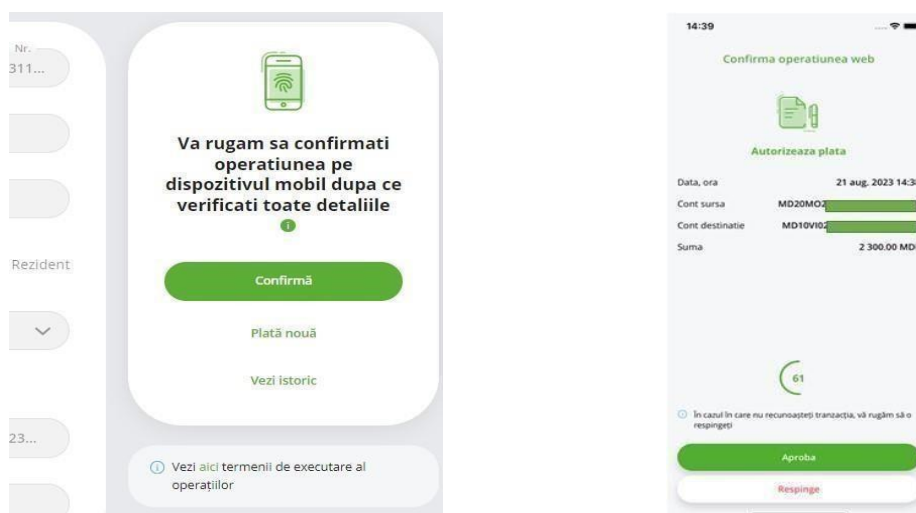 Nr.
311...
Rezident
23...
Va rugam sa confirmati
operatiunea pe
dispozitivul mobil dupa ce
verificati toate detaliile
Confirmă
Plată nouă
Vezi istoric
Vezi aici termenii de executare al
operațiilor
14:39
Confirma operatiunea web
Autorizeaza plata
Data, ora 21 aug. 2023 14:38
Cont sursa MD20MO2
Cont destinatie MD10VI02
Suma 2 300.00 MD
61
În cazul în care nu recunoașteți tranzacția, vă rugăm să o
respingeți
Aproba
Respinge